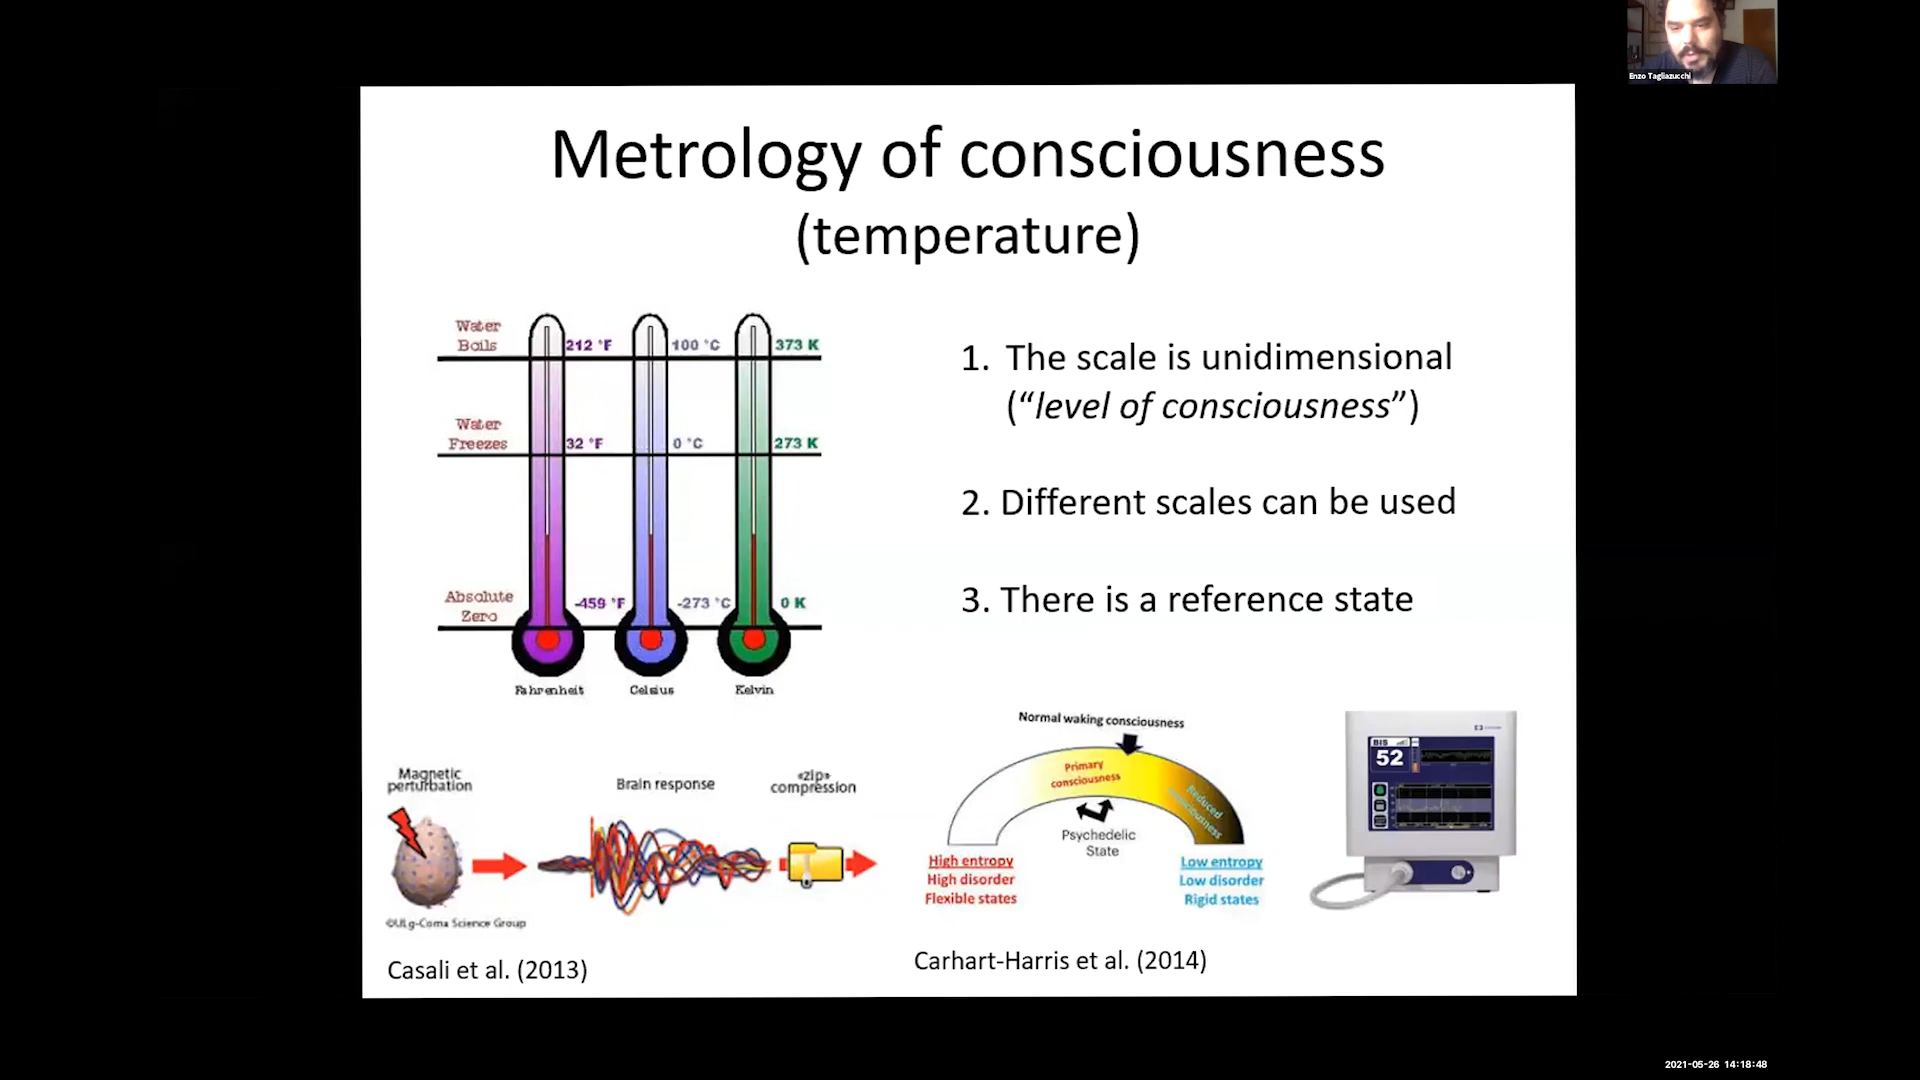 Enzo Tagliazucchi
Metrology of consciousness
(temperature)
Water
Boils
212 °F
100 °C
373 K
Water
Freezes
32 °F
0 °C
273 K
Absolute
Zero
-459 °F
-273 °C
0 K
Fahrenheit
Celsius
Kelvin
1. The scale is unidimensional
(“level of consciousness”)
2. Different scales can be used
3. There is a reference state
Magnetic
perturbation
Brain response
«zip»
compression
©ULg-Coma Science Group
Casali et al. (2013)
Normal waking consciousness
Primary
consciousness
Reduced
consciousness
Psychedelic
State
High entropy
High disorder
Flexible states
Low entropy
Low disorder
Rigid states
Carhart-Harris et al. (2014)
BIS
52
2021-05-26 14:18:48